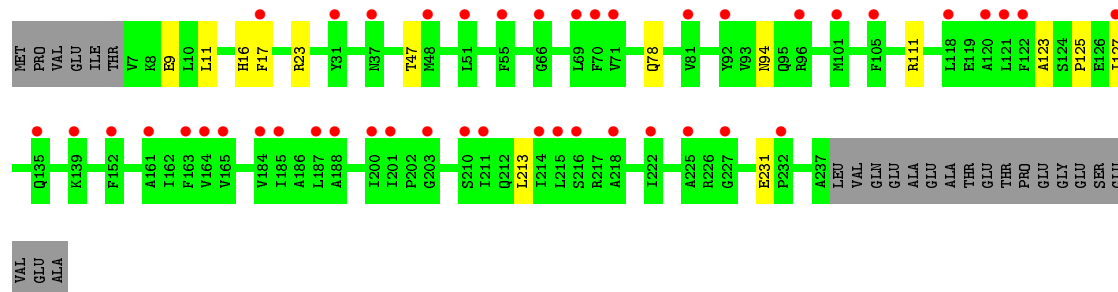 MET PRO VAL GLU ILE THR V7 K8 E9 L10 L11 H16 F17 R23 Y31 N37 T47 M48 L51 F55 G66 L69 F70 V71 Q78 V81 Y92 V93 N94 Q95 R96 M101 F105 R111 L118 E119 A120 L121 F122 A123 S124 P125 E126 I127
Q135 K139 F152 A161 I162 F163 V164 V165 V184 I185 A186 L187 A188 I200 I201 P202 G203 S210 I211 Q212 L213 I214 L215 S216 R217 A218 I222 A225 R226 G227 E231 P232 A237 LEU VAL GLN GLU ALA GLU ALA THR GLU THR PRO GLU GLY GLU SER GLU
VAL GLU ALA